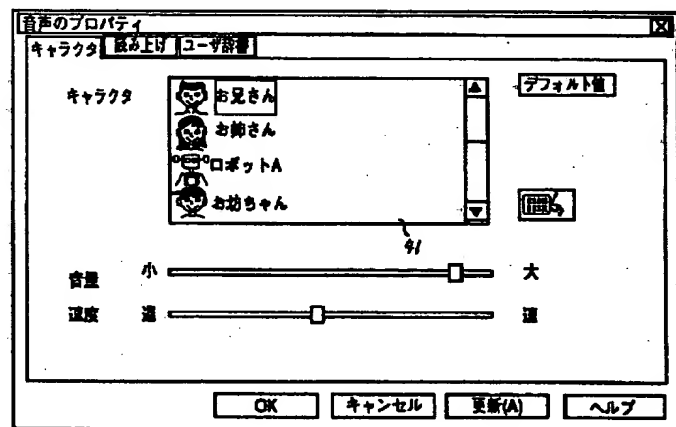 音声のプロパティ
キャラクタ 読み上げ ユーザ辞書
キャラクタ
お兄さん
お姉さん
ロボットA
お坊ちゃん
デフォルト値
41
音量 小 大
速度 遅 速
OK キャンセル 更新(A) ヘルプ